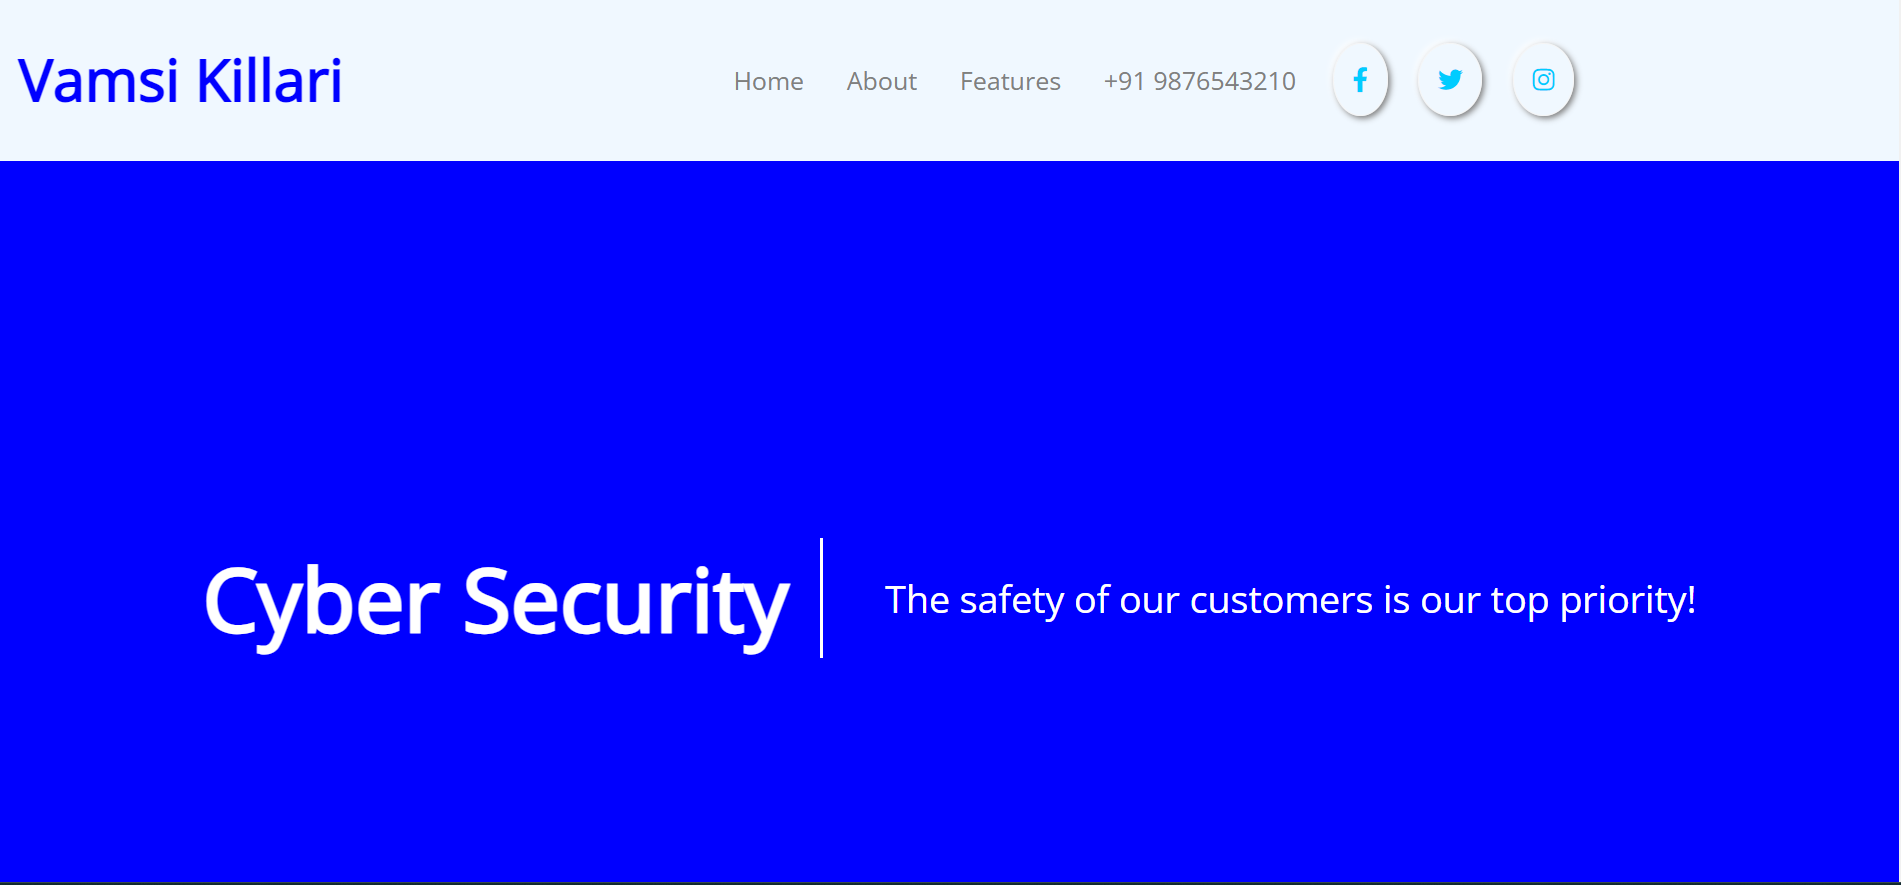 Vamsi Killari
Home About Features +91 9876543210
Cyber Security
The safety of our customers is our top priority!